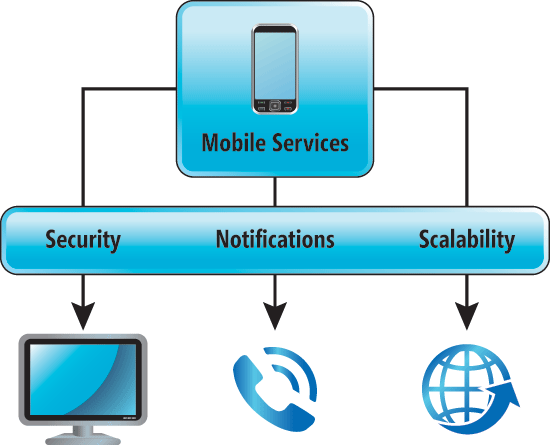 Mobile Services
Security Notifications Scalability